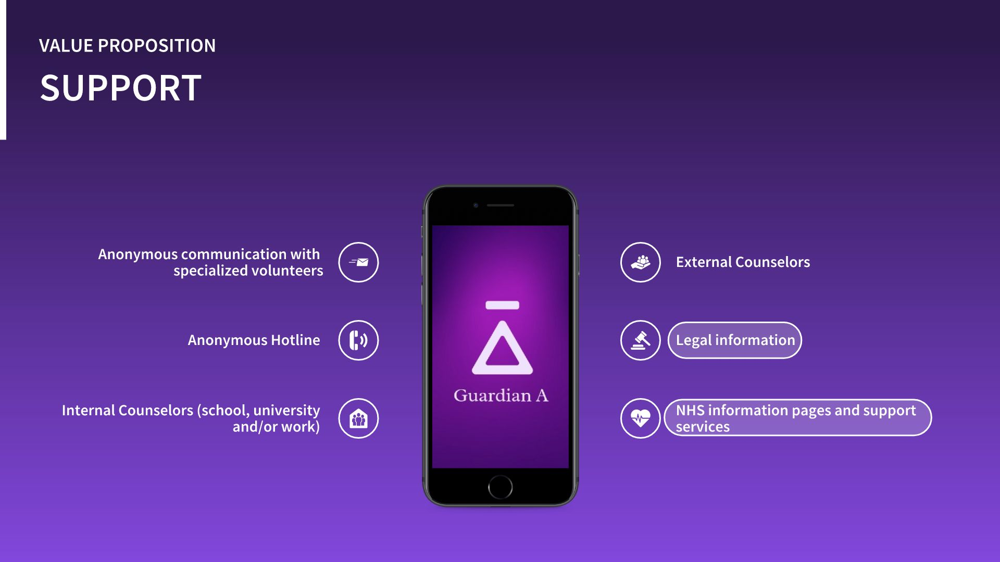 VALUE PROPOSITION
SUPPORT
Anonymous communication with
specialized volunteers
Anonymous Hotline
Internal Counselors (school, university
and/or work)
Guardian A
External Counselors
Legal information
NHS information pages and support
services